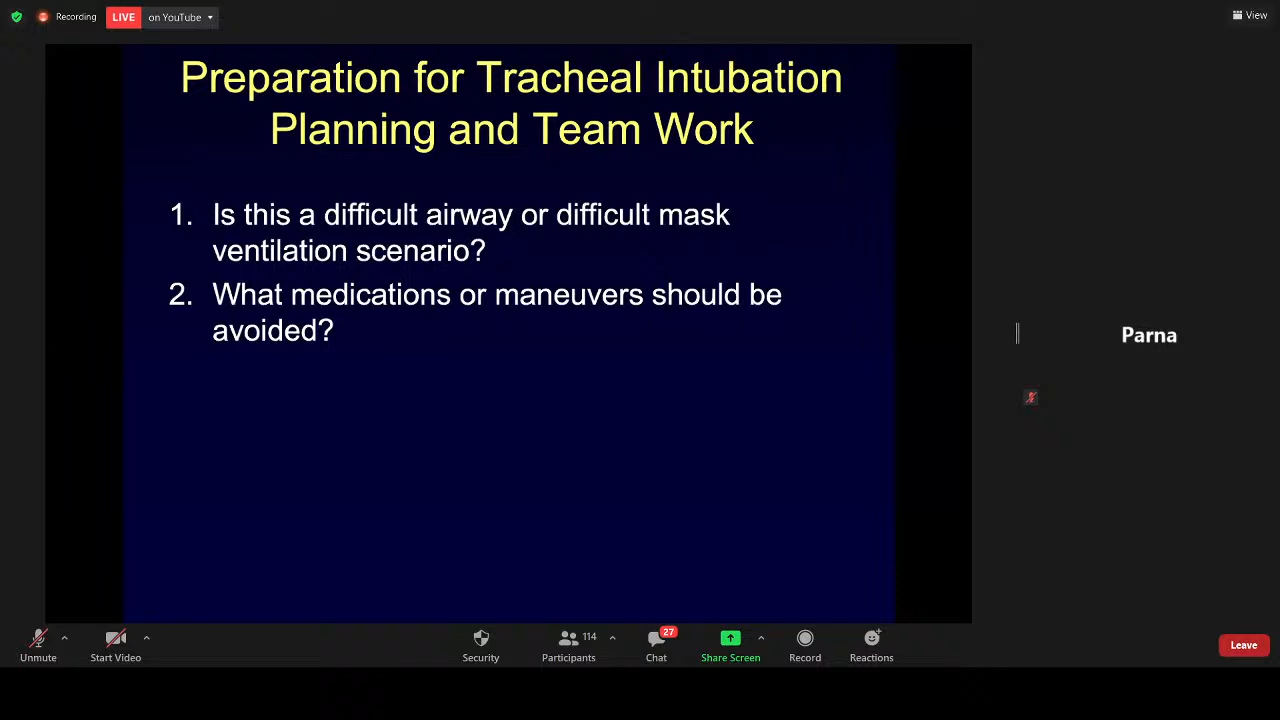 Recording
LIVE
on YouTube
View
Preparation for Tracheal Intubation
Planning and Team Work
1. Is this a difficult airway or difficult mask
ventilation scenario?
2. What medications or maneuvers should be
avoided?
Parna
Unmute
Start Video
Security
114
Participants
27
Chat
Share Screen
Record
Reactions
Leave